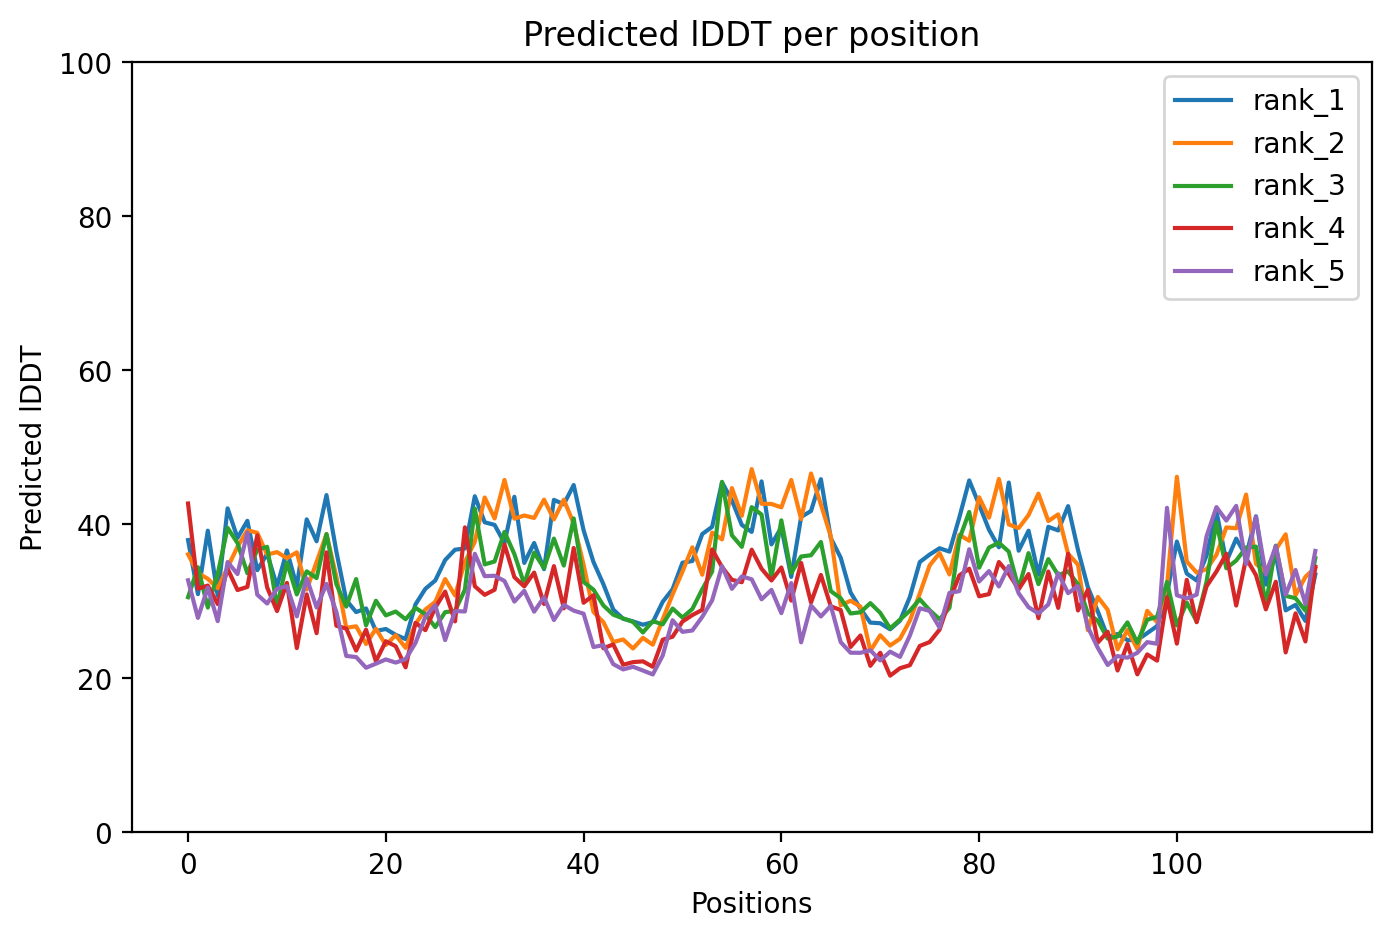 Predicted lDDT per position
100
80
60
40
20
0
Predicted lDDT
0 20 40 60 80 100
Positions
rank_1
rank_2
rank_3
rank_4
rank_5